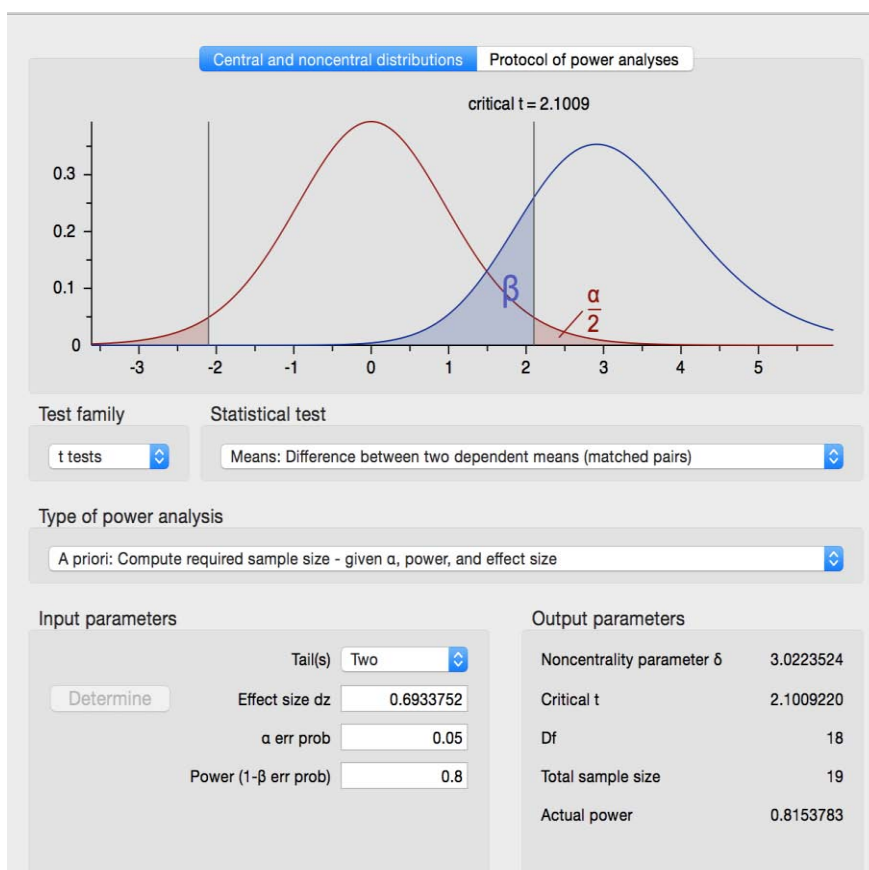 Central and noncentral distributions Protocol of power analyses
critical t = 2.1009
0.3
0.2
0.1
0
β
α
2
-3 -2 -1 0 1 2 3 4 5
Test family Statistical test
t tests Means: Difference between two dependent means (matched pairs)
Type of power analysis
A priori: Compute required sample size - given α, power, and effect size
Input parameters Output parameters
Tail(s) Two Noncentrality parameter δ 3.0223524
Determine Effect size dz 0.6933752 Critical t 2.1009220
α err prob 0.05 Df 18
Power (1-β err prob) 0.8 Total sample size 19
Actual power 0.8153783